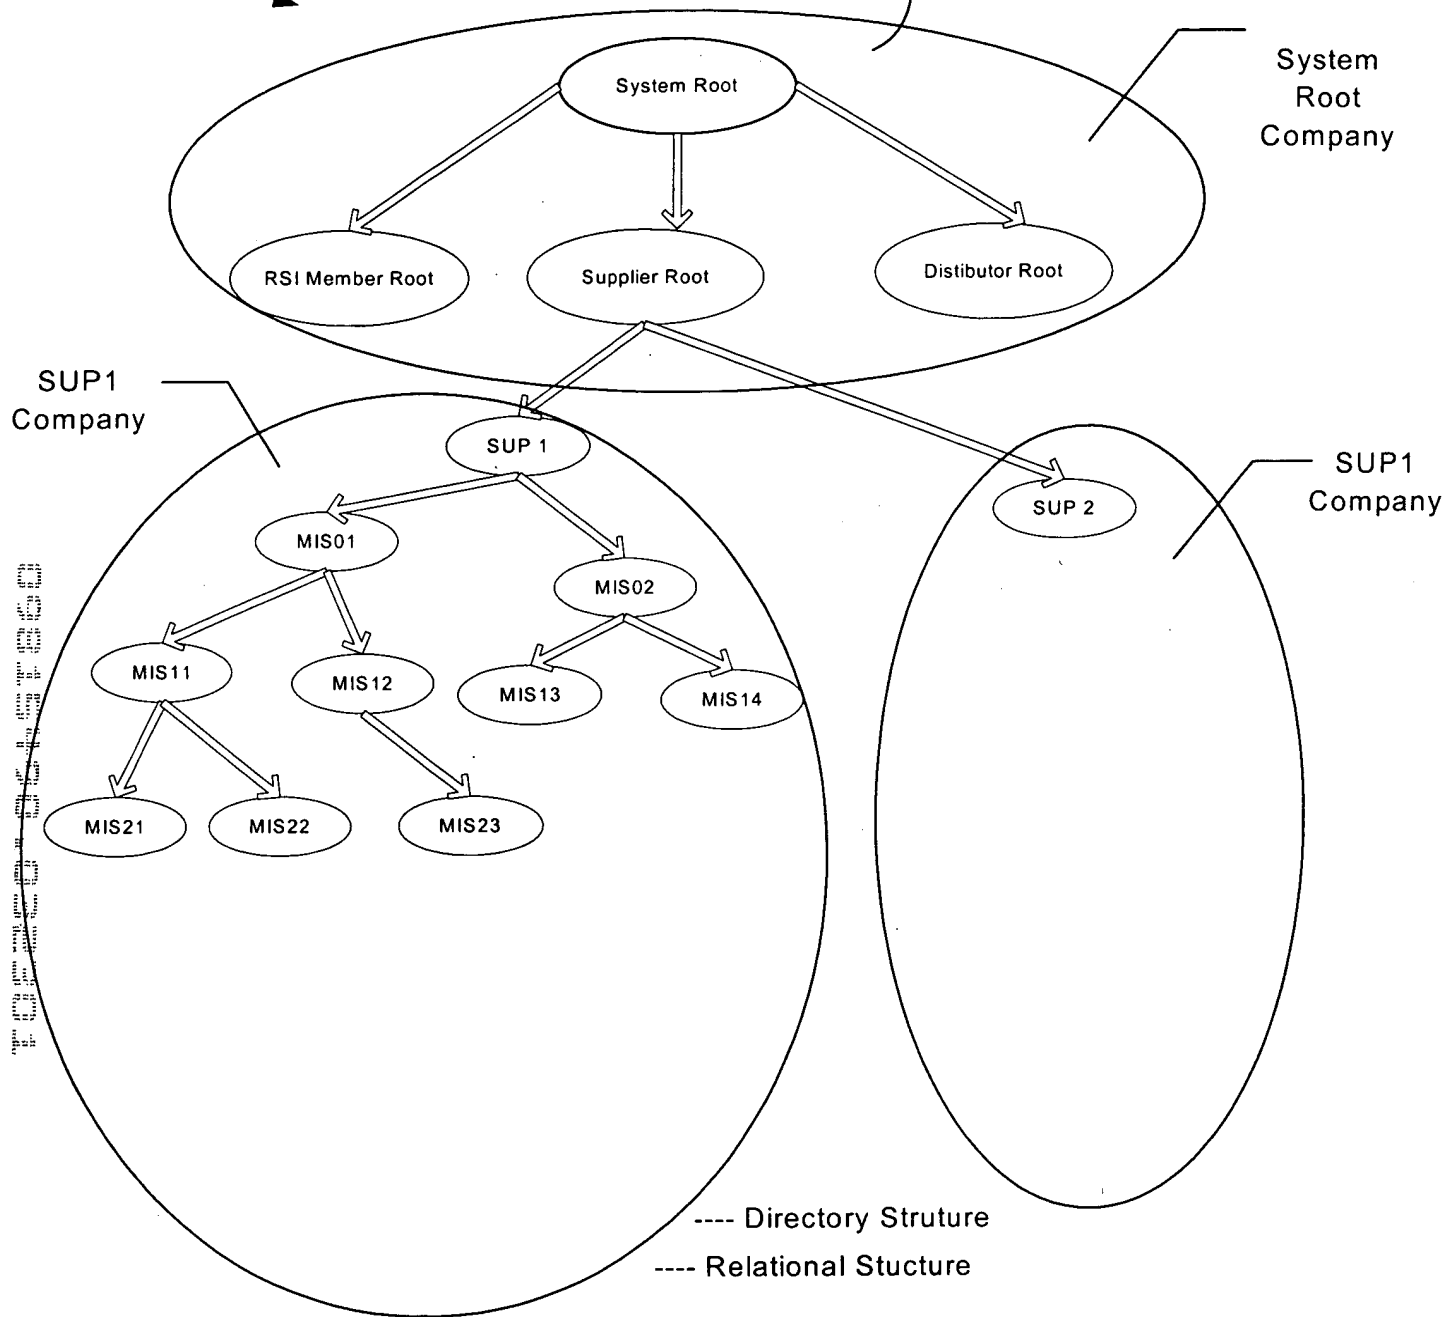 System Root
System
Root
Company
RSI Member Root
Supplier Root
Distibutor Root
SUP1
Company
SUP 1
SUP1
Company
SUP 2
MIS01
MIS02
MIS11
MIS12
MIS13
MIS14
MIS21
MIS22
MIS23
---- Directory Struture
---- Relational Stucture